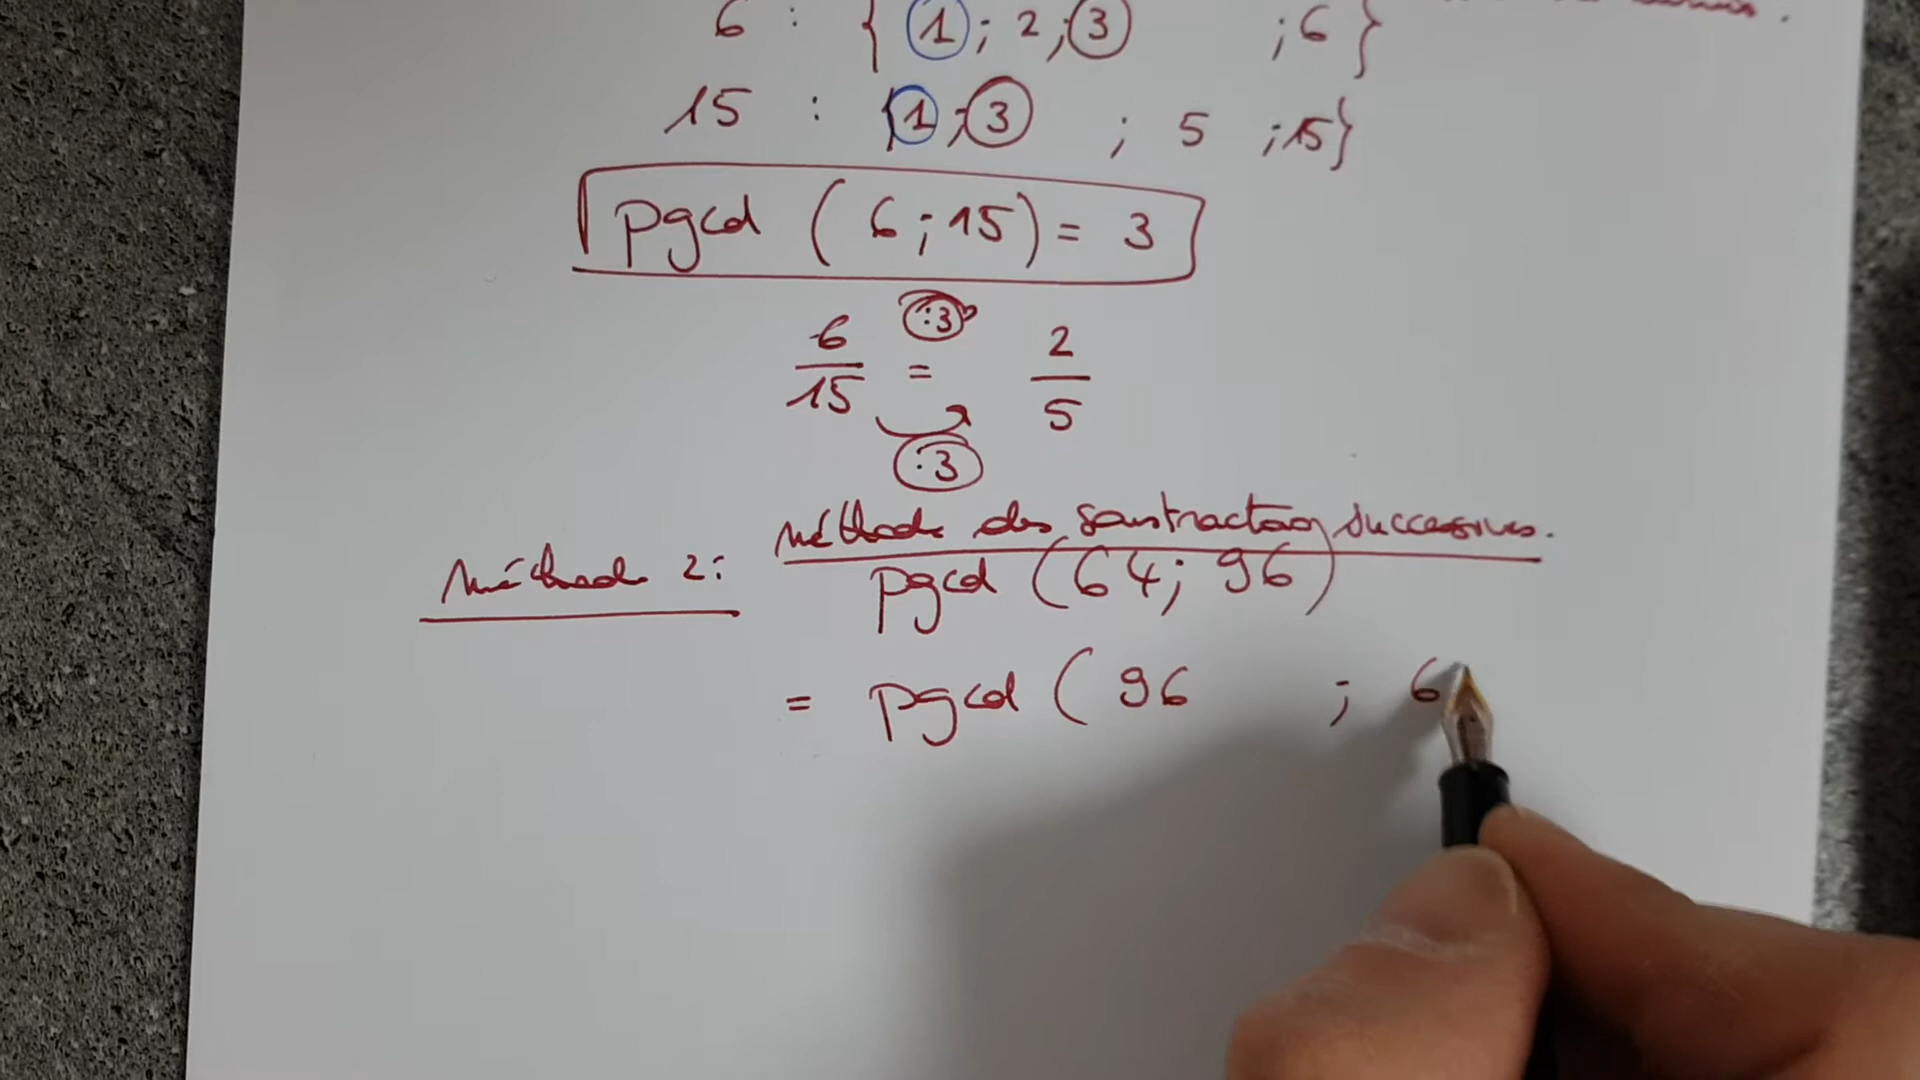 6 : { 1 ; 2 ; 3 ; 6 }
15 : { 1 ; 3 ; 5 ; 15 }
pgcd ( 6 ; 15 ) = 3
:3
6/15 = 2/5
:3
Méthode 2 : méthode des soustractions successives.
pgcd ( 64 ; 96 )
= pgcd ( 96 ; 6